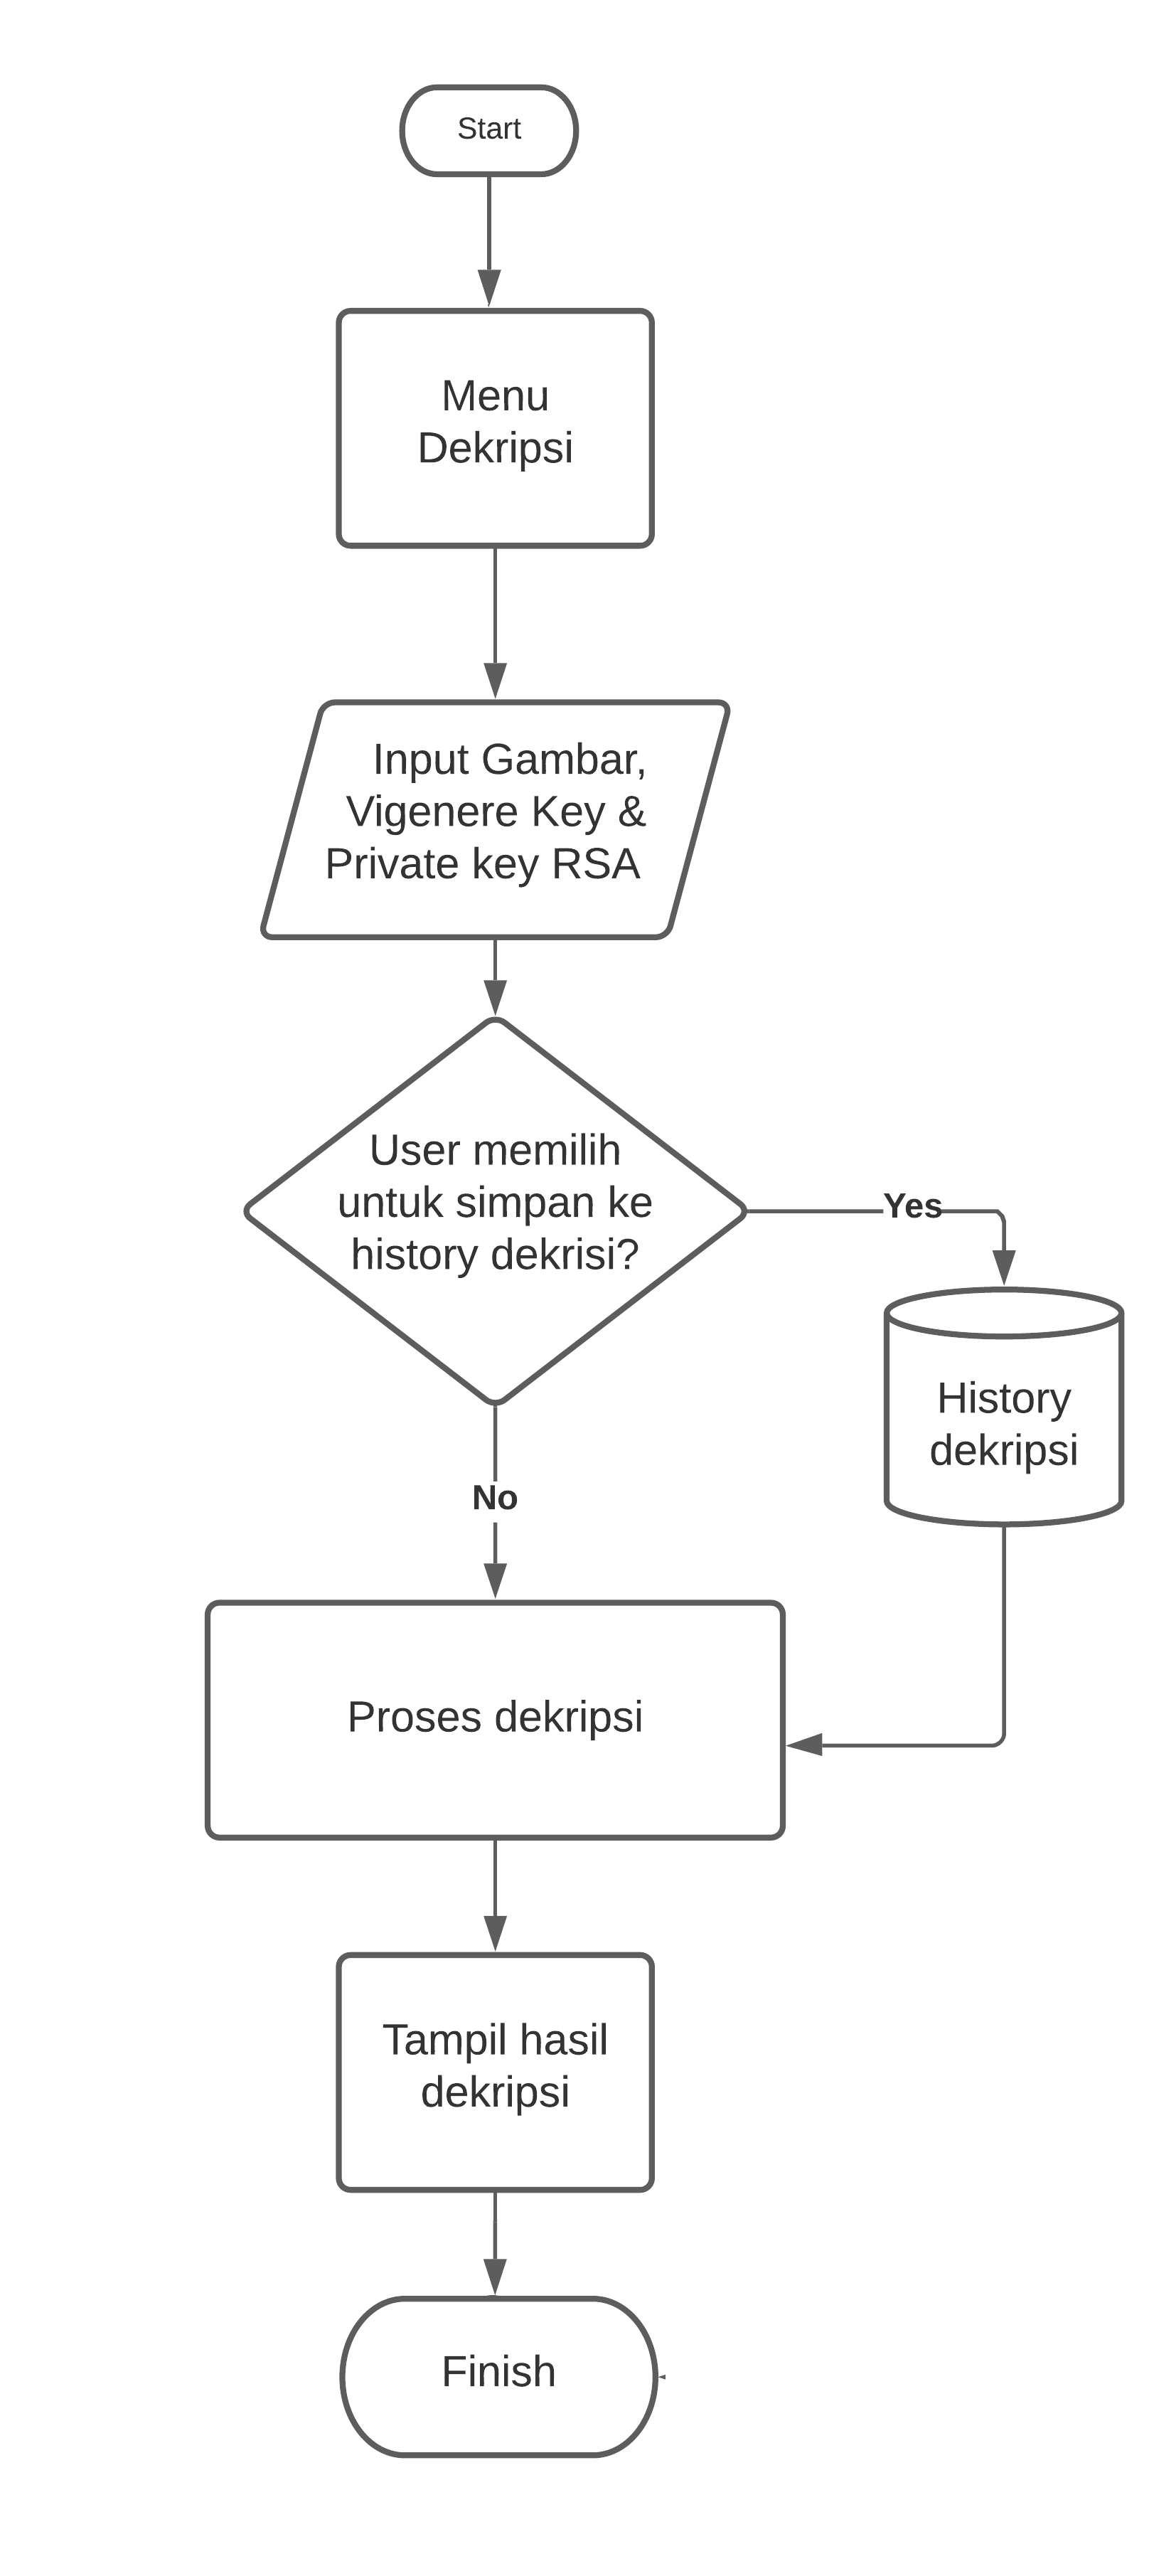 Start
Menu
Dekripsi
Input Gambar,
Vigenere Key &
Private key RSA
User memilih
untuk simpan ke
history dekrisi?
Yes
History
dekripsi
No
Proses dekripsi
Tampil hasil
dekripsi
Finish